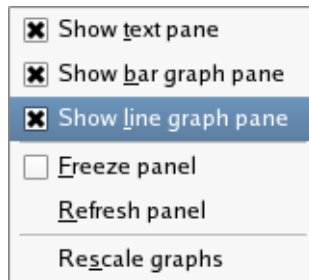 Show text pane
Show bar graph pane
Show line graph pane
Freeze panel
Refresh panel
Rescale graphs